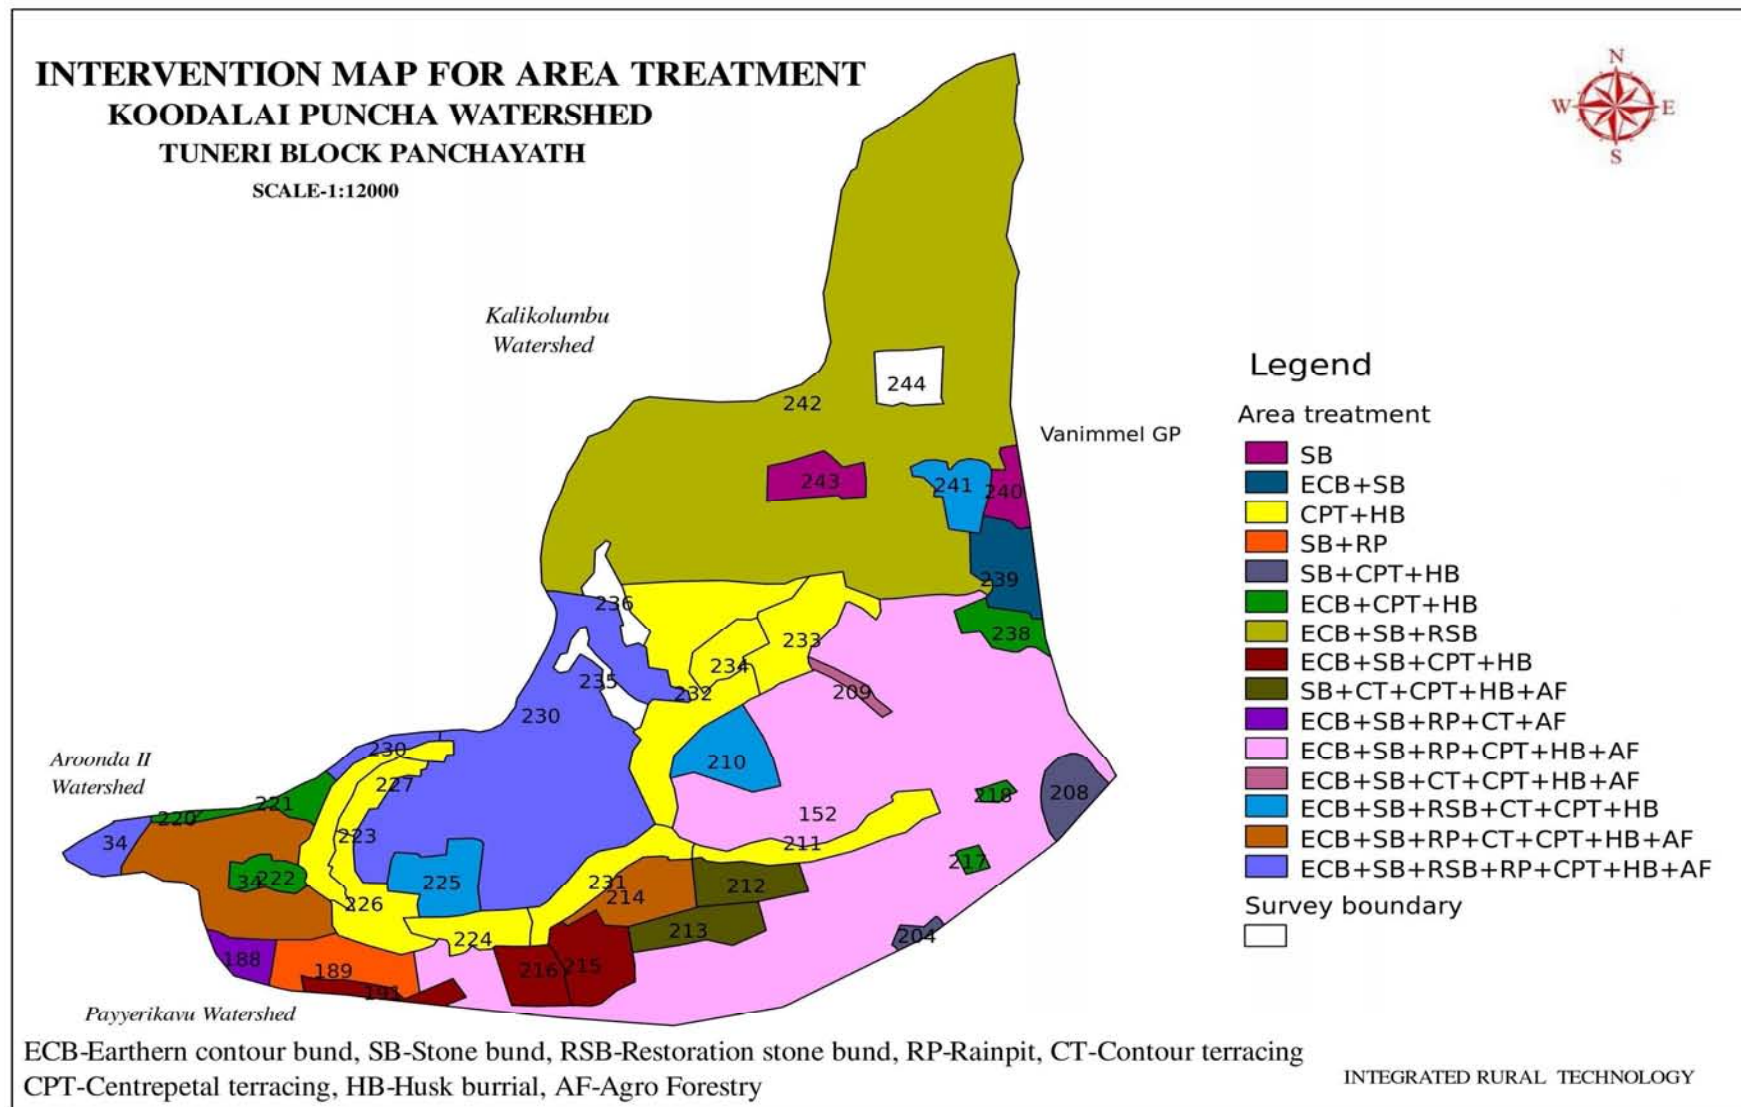 INTERVENTION MAP FOR AREA TREATMENT
KOODALAI PUNCHA WATERSHED
TUNERI BLOCK PANCHAYATH
SCALE-1:12000
N
W E
S
Kalikolumbu
Watershed
244
242
Vanimmel GP
243
241
240
239
236
238
233
234
235
232
209
230
Aroonda II
Watershed
230
210
227
208
218
221
220
152
223
34
211
217
34
222
225
231
212
214
226
213
204
224
188
189
216
215
191
Payyerikavu Watershed
Legend
Area treatment
SB
ECB+SB
CPT+HB
SB+RP
SB+CPT+HB
ECB+CPT+HB
ECB+SB+RSB
ECB+SB+CPT+HB
SB+CT+CPT+HB+AF
ECB+SB+RP+CT+AF
ECB+SB+RP+CPT+HB+AF
ECB+SB+CT+CPT+HB+AF
ECB+SB+RSB+CT+CPT+HB
ECB+SB+RP+CT+CPT+HB+AF
ECB+SB+RSB+RP+CPT+HB+AF
Survey boundary
ECB-Earthern contour bund, SB-Stone bund, RSB-Restoration stone bund, RP-Rainpit, CT-Contour terracing
CPT-Centrepetal terracing, HB-Husk burrial, AF-Agro Forestry
INTEGRATED RURAL TECHNOLOGY